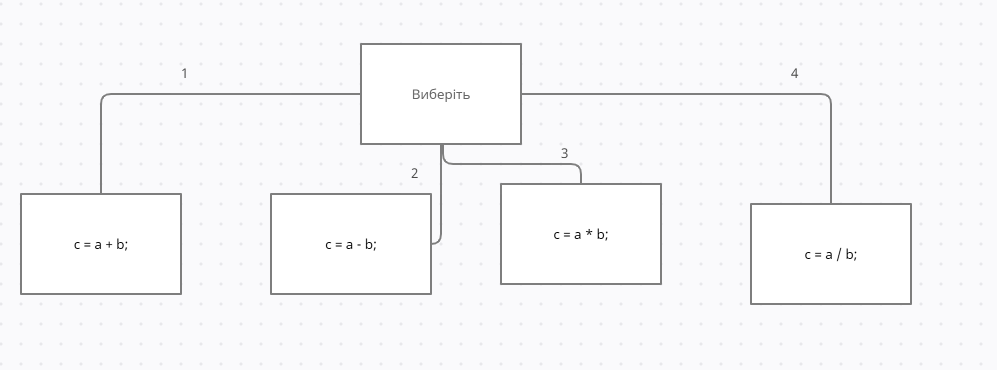 1
Виберіть
4
2
3
c = a + b;
c = a - b;
c = a * b;
c = a / b;